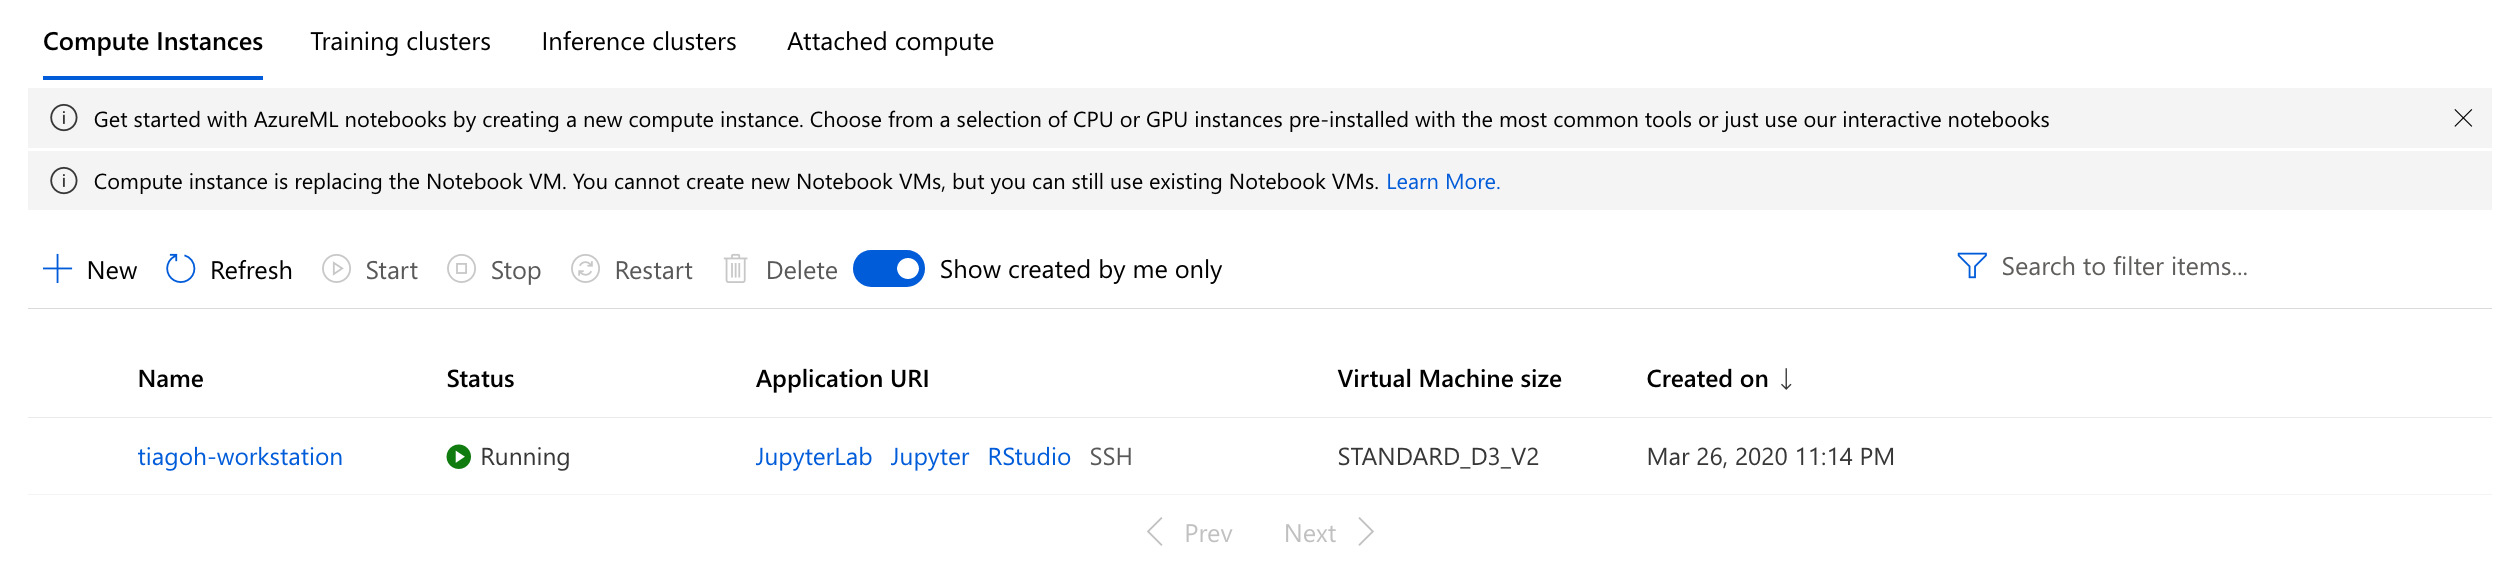 Compute Instances Training clusters Inference clusters Attached compute
Get started with AzureML notebooks by creating a new compute instance. Choose from a selection of CPU or GPU instances pre-installed with the most common tools or just use our interactive notebooks
Compute instance is replacing the Notebook VM. You cannot create new Notebook VMs, but you can still use existing Notebook VMs. Learn More.
New Refresh Start Stop Restart Delete Show created by me only Search to filter items...
Name Status Application URI Virtual Machine size Created on
tiagoh-workstation Running JupyterLab Jupyter RStudio SSH STANDARD_D3_V2 Mar 26, 2020 11:14 PM
Prev Next